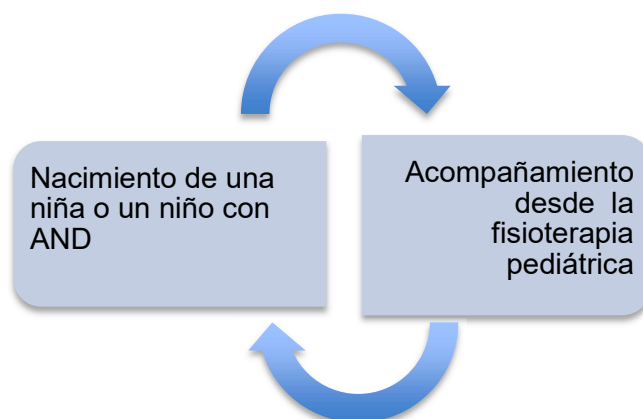 Nacimiento de una
niña o un niño con
AND
Acompañamiento
desde la
fisioterapia
pediátrica